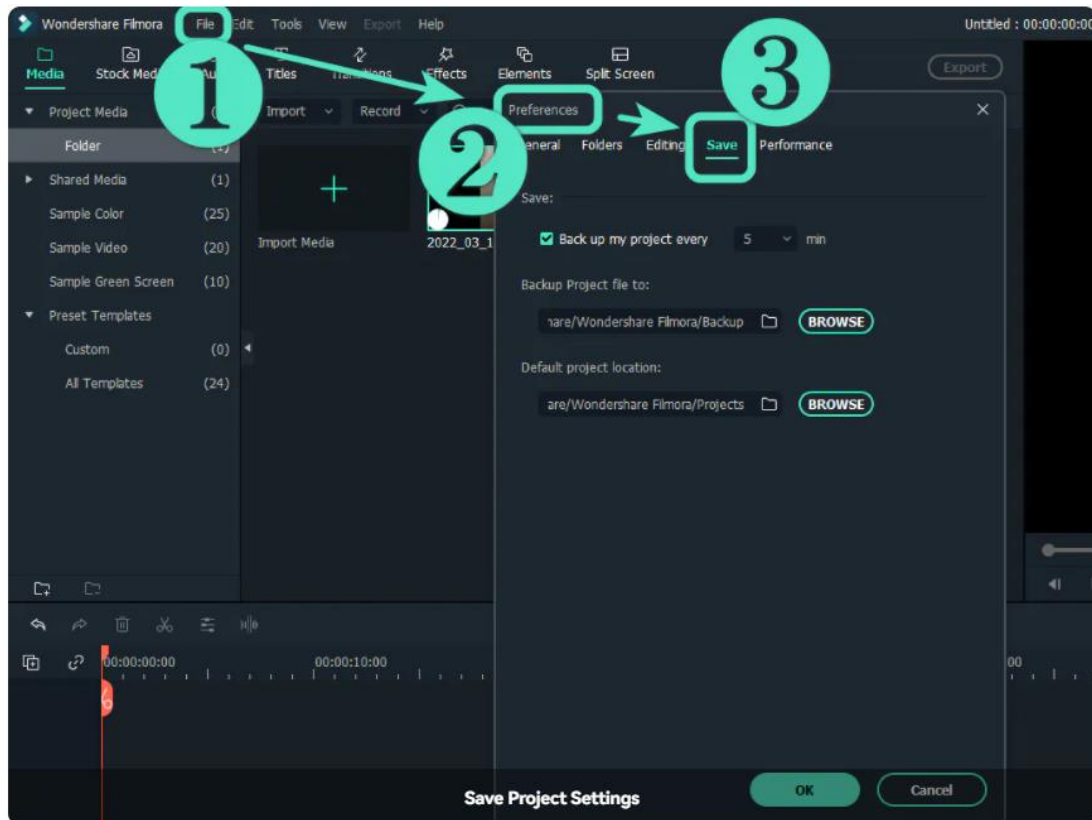 Wondershare Filmora File Edit Tools View Export Help Untitled : 00:00:00:00
Media Stock Med Au Titles Transitions Effects Elements Split Screen Export
1 2 3
Project Media Import Record Preferences
Folder (1) General Folders Editing Save Performance
Shared Media (1)
Sample Color (25) Save:
Sample Video (20) Import Media 2022_03_1 Back up my project every 5 min
Sample Green Screen (10) Backup Project file to:
Preset Templates are/Wondershare Filmora/Backup BROWSE
Custom (0)
All Templates (24) Default project location:
are/Wondershare Filmora/Projects BROWSE
00:00:00:00 00:00:10:00 00
Save Project Settings OK Cancel